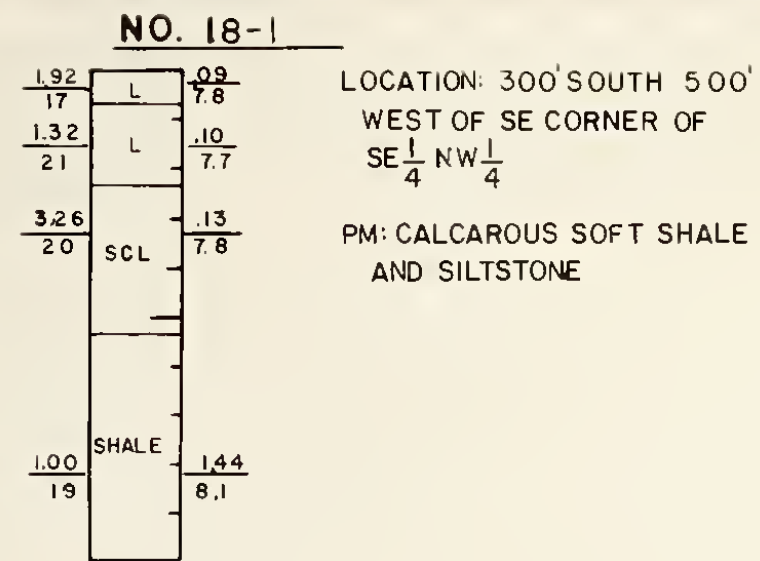 NO. 18-1
1.92
17
L
.09
7.8
1.32
21
L
.10
7.7
3.26
20
SCL
.13
7.8
SHALE
1.00
19
1.44
8.1
LOCATION: 300' SOUTH 500'
WEST OF SE CORNER OF
SE 1/4 NW 1/4
PM: CALCAROUS SOFT SHALE
AND SILTSTONE